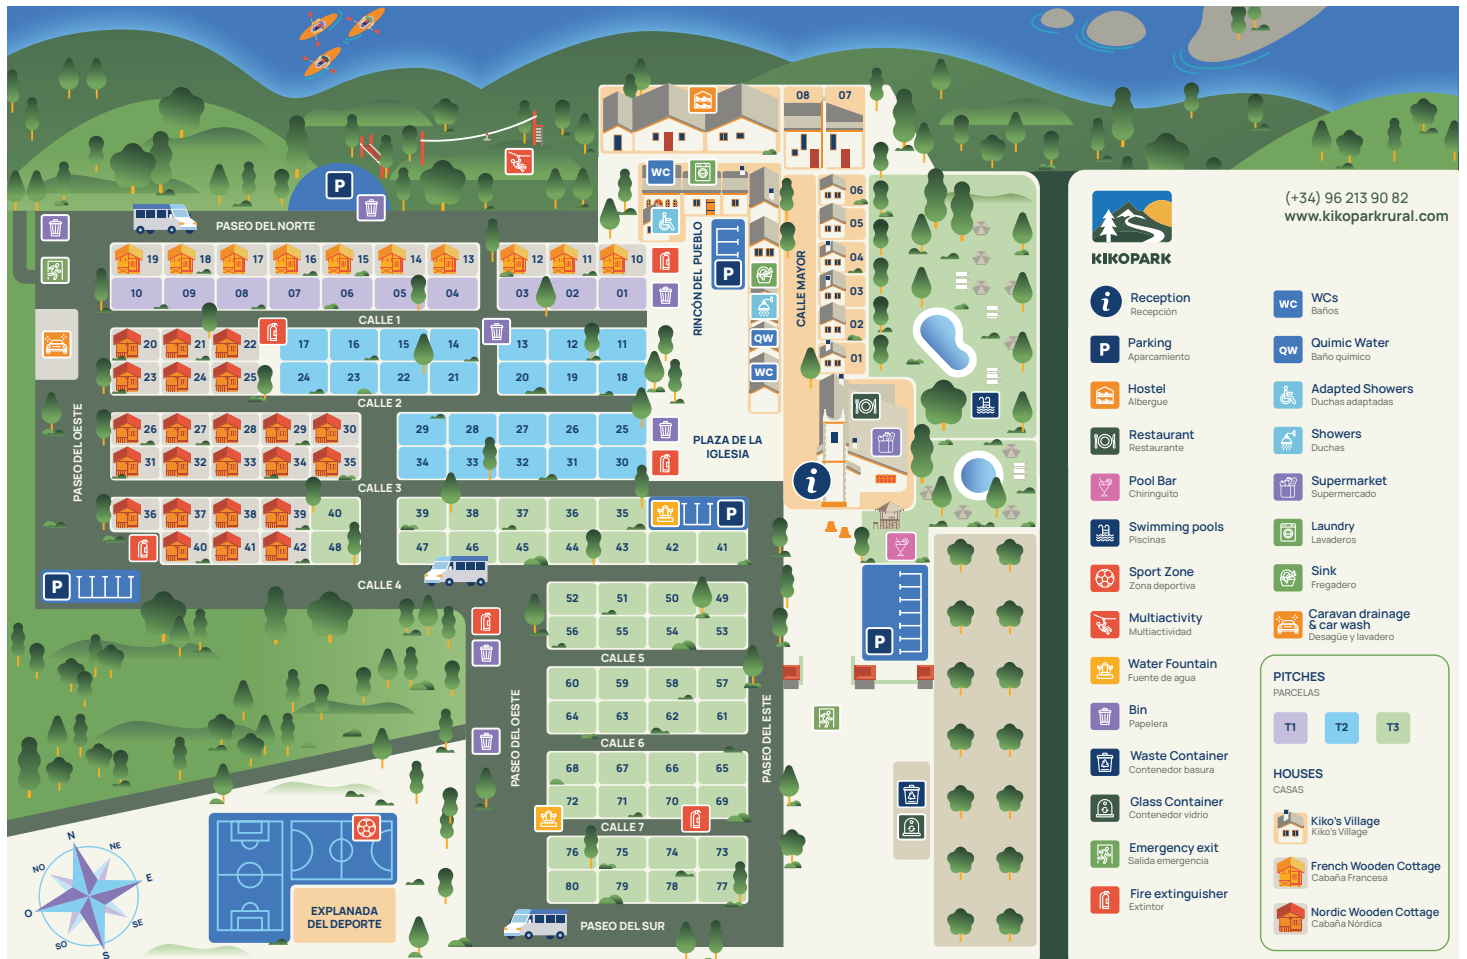 08 07
P
WC
06
PASEO DEL NORTE
05
19 18 17 16 15 14 13 12 11 10
RINCÓN DEL PUEBLO
P
CALLE MAYOR
04
10 09 08 07 06 05 04 03 02 01
03
CALLE 1
02
20 21 22 17 16 15 14 13 12 11
QW
01
23 24 25 24 23 22 21 20 19 18
WC
CALLE 2
PASEO DEL OESTE
26 27 28 29 30 29 28 27 26 25
PLAZA DE LA
IGLESIA
31 32 33 34 35 34 33 32 31 30
CALLE 3
i
36 37 38 39 40 39 38 37 36 35
P
40 41 42 48 47 46 45 44 43 42 41
CALLE 4
P
52 51 50 49
56 55 54 53
P
CALLE 5
60 59 58 57
64 63 62 61
PASEO DEL OESTE
PASEO DEL ESTE
CALLE 6
68 67 66 65
72 71 70 69
CALLE 7
76 75 74 73
80 79 78 77
PASEO DEL SUR
EXPLANADA
DEL DEPORTE
N
NE
E
SE
S
SO
O
NO
KIKOPARK
(+34) 96 213 90 82
www.kikoparkrural.com
i
Reception
Recepción
P
Parking
Aparcamiento
Hostel
Albergue
Restaurant
Restaurante
Pool Bar
Chiringuito
Swimming pools
Piscinas
Sport Zone
Zona deportiva
Multiactivity
Multiactividad
Water Fountain
Fuente de agua
Bin
Papelera
Waste Container
Contenedor basura
Glass Container
Contenedor vidrio
Emergency exit
Salida emergencia
Fire extinguisher
Extintor
WC
WCs
Baños
QW
Quimic Water
Baño químico
Adapted Showers
Duchas adaptadas
Showers
Duchas
Supermarket
Supermercado
Laundry
Lavaderos
Sink
Fregadero
Caravan drainage
& car wash
Desagüe y lavadero
PITCHES
PARCELAS
T1 T2 T3
HOUSES
CASAS
Kiko's Village
Kiko's Village
French Wooden Cottage
Cabaña Francesa
Nordic Wooden Cottage
Cabaña Nórdica